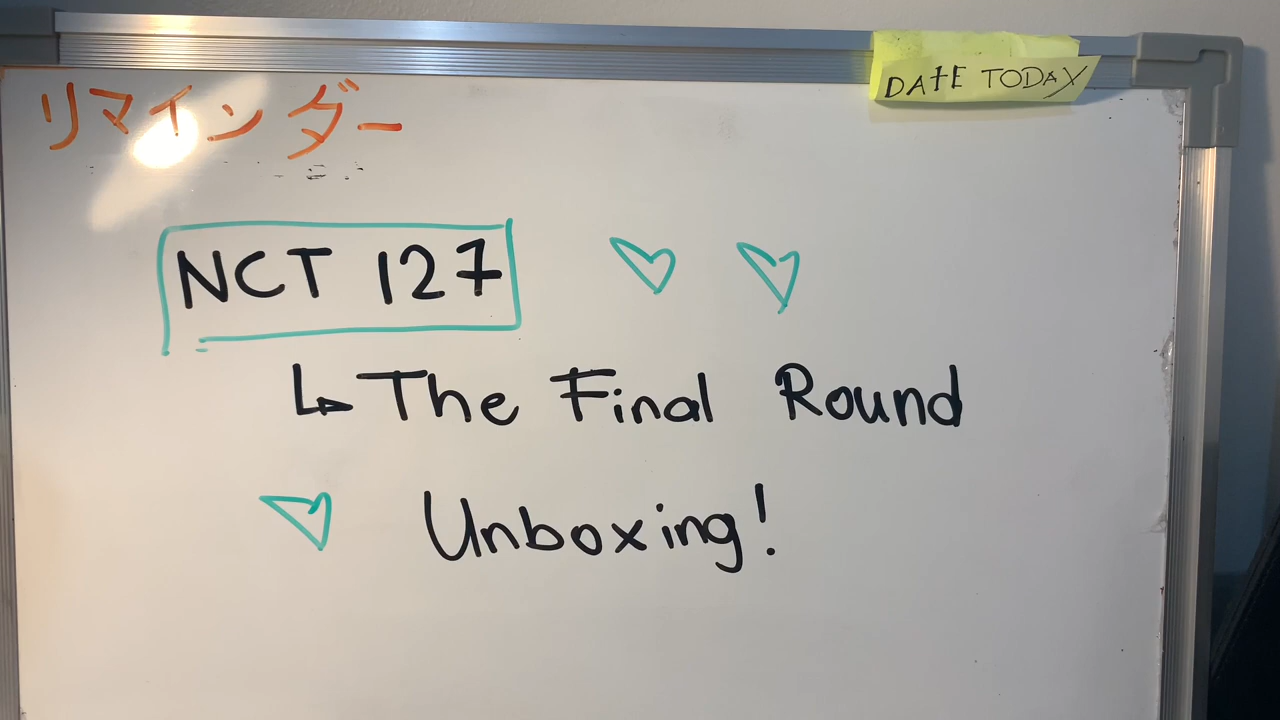 DATE TODAY
リマインダー
NCT 127
↳ The Final Round
Unboxing!